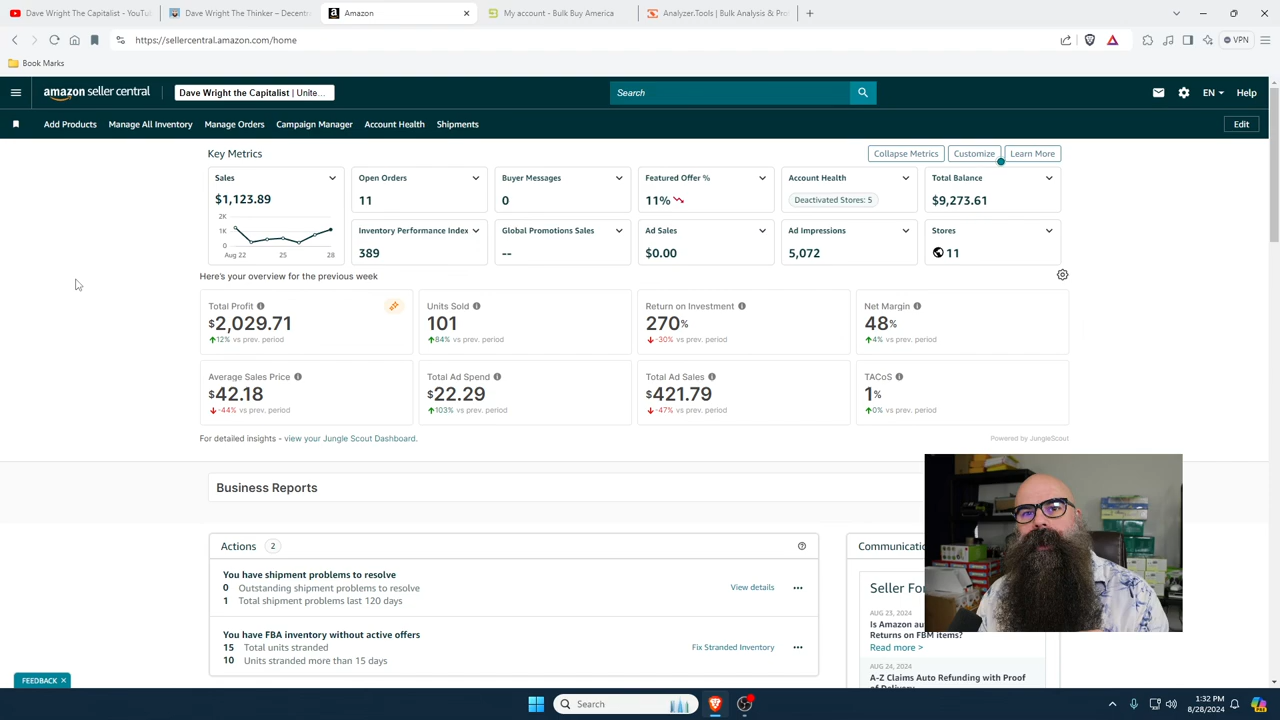 Dave Wright The Capitalist - YouTu
Dave Wright The Thinker – Decentr
Amazon
My account - Bulk Buy America
Analyzer.Tools | Bulk Analysis & Pro
https://sellercentral.amazon.com/home
VPN
Book Marks
amazon seller central
Dave Wright the Capitalist | Unite...
Search
EN
Help
Add Products
Manage All Inventory
Manage Orders
Campaign Manager
Account Health
Shipments
Edit
Key Metrics
Collapse Metrics
Customize
Learn More
Sales
$1,123.89
2K
1K
0
Aug 22
25
28
Open Orders
11
Buyer Messages
0
Featured Offer %
11%
Account Health
Deactivated Stores: 5
Total Balance
$9,273.61
Inventory Performance Index
389
Global Promotions Sales
--
Ad Sales
$0.00
Ad Impressions
5,072
Stores
11
Here's your overview for the previous week
Total Profit
$2,029.71
12% vs prev. period
Units Sold
101
84% vs prev. period
Return on Investment
270%
-30% vs prev. period
Net Margin
48%
4% vs prev. period
Average Sales Price
$42.18
-44% vs prev. period
Total Ad Spend
$22.29
103% vs prev. period
Total Ad Sales
$421.79
-47% vs prev. period
TACoS
1%
0% vs prev. period
For detailed insights - view your Jungle Scout Dashboard.
Powered by JungleScout
Business Reports
Actions 2
You have shipment problems to resolve
0 Outstanding shipment problems to resolve
1 Total shipment problems last 120 days
View details
You have FBA inventory without active offers
15 Total units stranded
10 Units stranded more than 15 days
Fix Stranded Inventory
Communicatio
Seller For
AUG 23, 2024
Is Amazon au
Returns on FBM items?
Read more >
AUG 24, 2024
A-Z Claims Auto Refunding with Proof
of Delivery
FEEDBACK
Search
1:32 PM
8/28/2024